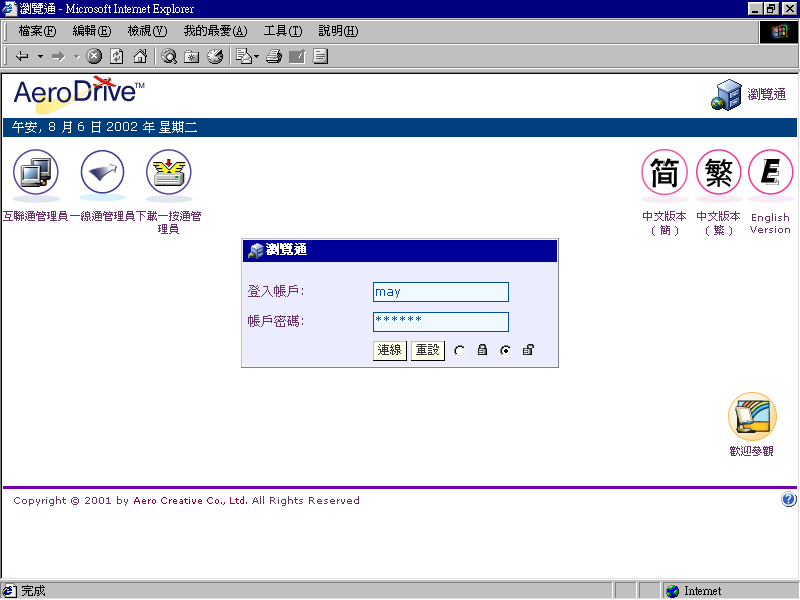 瀏覽通 - Microsoft Internet Explorer
檔案(F) 編輯(E) 檢視(V) 我的最愛(A) 工具(T) 說明(H)
AeroDrive™
瀏覽通
午安, 8 月 6 日 2002 年 星期二
简 繁 E
互聯通管理員 一線通管理員 下載一按通管
理員
中文版本 中文版本 English
( 簡 ) ( 繁 ) Version
瀏覽通
登入帳戶: may
帳戶密碼: ******
連線 重設
歡迎參觀
Copyright © 2001 by Aero Creative Co., Ltd. All Rights Reserved
?
完成 Internet